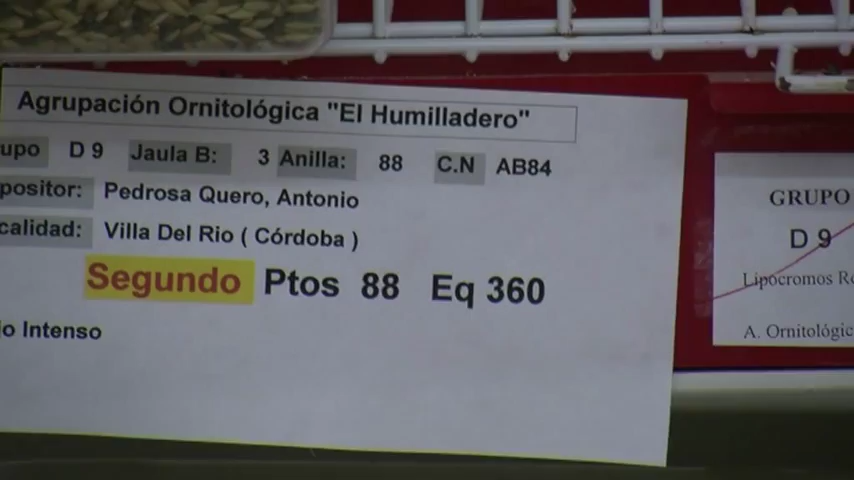 Agrupación Ornitológica "El Humilladero"
upo D 9 Jaula B: 3 Anilla: 88 C.N AB84
positor: Pedrosa Quero, Antonio
calidad: Villa Del Rio ( Córdoba )
Segundo Ptos 88 Eq 360
o Intenso
GRUPO
D 9
Lipocromos R
A. Ornitológic